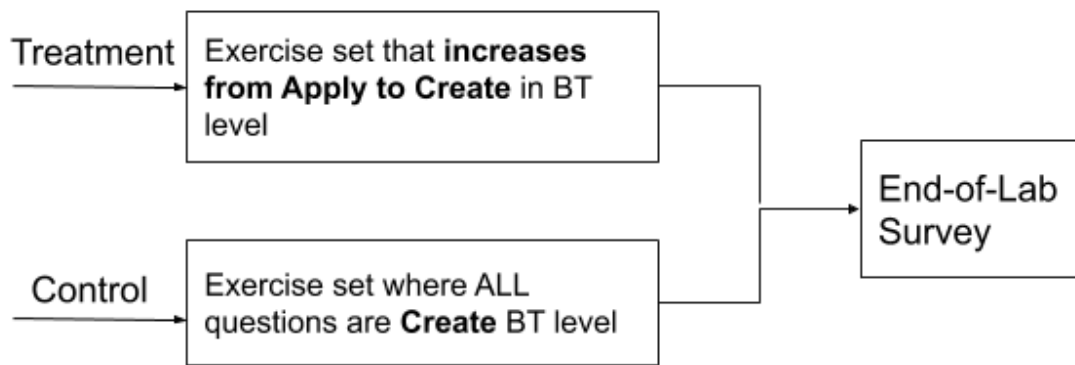 Treatment
Exercise set that increases
from Apply to Create in BT
level
Control
Exercise set where ALL
questions are Create BT level
End-of-Lab
Survey